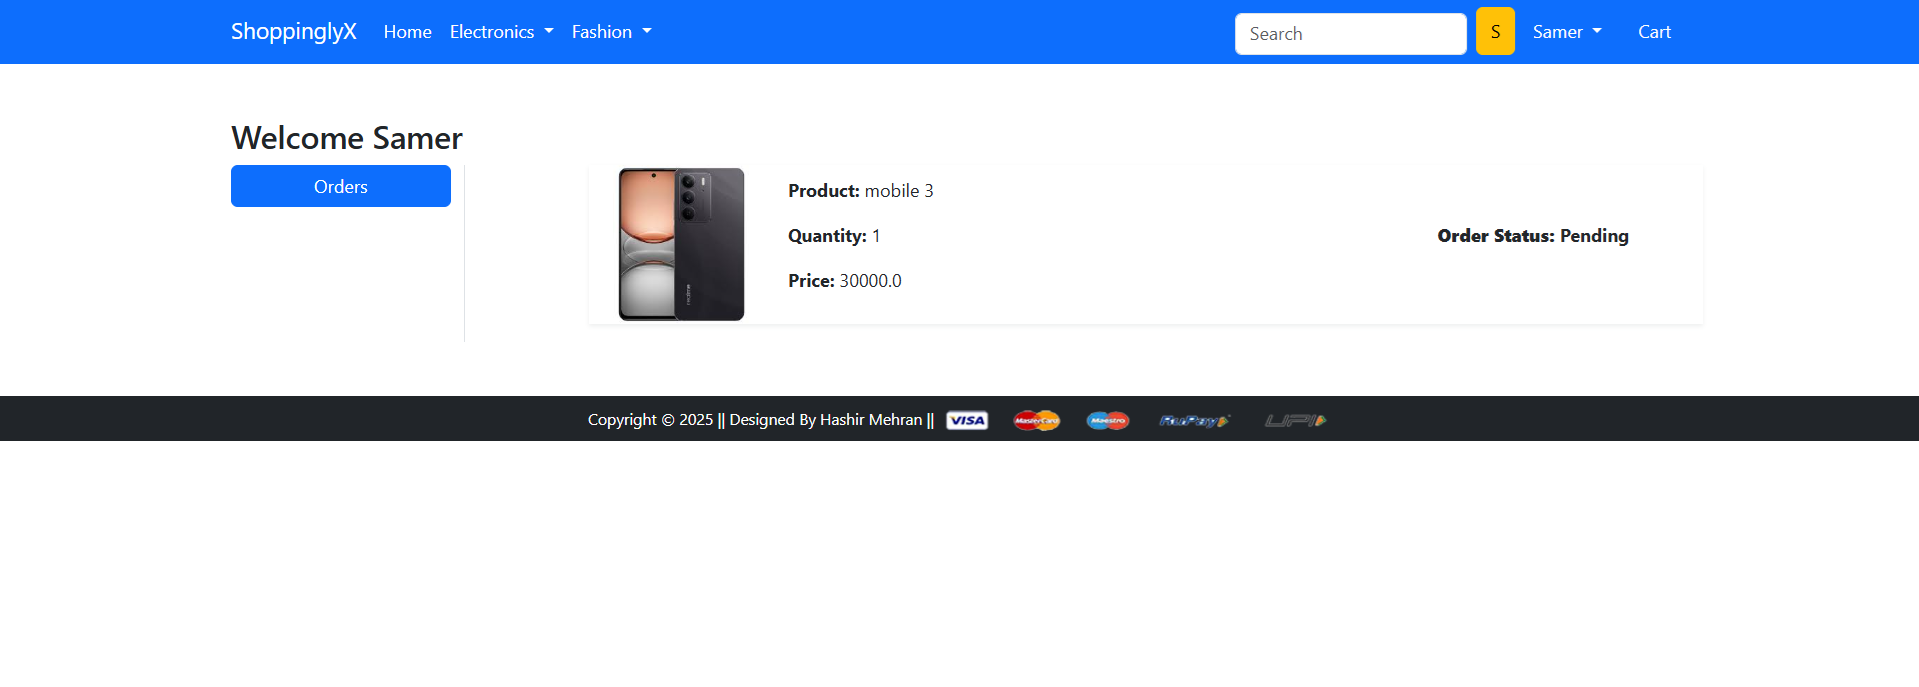 ShoppinglyX Home Electronics Fashion Search S Samer Cart
Welcome Samer
Orders
Product: mobile 3
Quantity: 1
Order Status: Pending
Price: 30000.0
Copyright © 2025 || Designed By Hashir Mehran || VISA MasterCard Maestro RuPay UPI